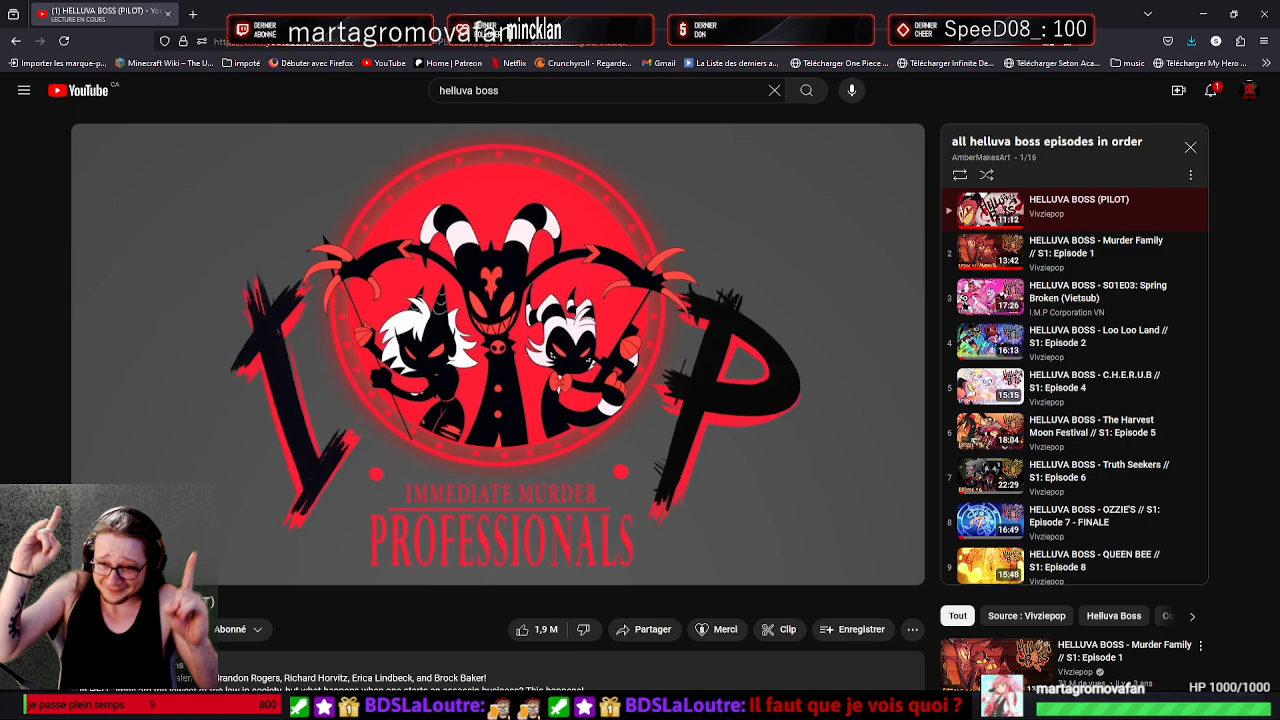 (1) HELLUVA BOSS (PILOT) - You
LECTURE EN COURS
DERNIER ABONNÉ
martagromovafan
mincklan
DERNIER DON
DERNIER CHEER
SpeeD08_: 100
Importer les marque-p...
Minecraft Wiki - The U...
importé
Débuter avec Firefox
YouTube
Home | Patreon
Netflix
Crunchyroll - Regarde...
Gmail
La Liste des derniers a...
Télécharger One Piece...
Télécharger Infinite D...
Télécharger One Pace ...
music
(1) My Hero Academia...
YouTube CA
helluva boss
1
IMP
IMMEDIATE MURDER
PROFESSIONALS
all helluva boss episodes in order
AmberMakesArt - 1/16
HELLUVA BOSS (PILOT)
Vivziepop
11:12
2
HELLUVA BOSS - Murder Family
// S1: Episode 1
Vivziepop
13:42
3
HELLUVA BOSS - S01E03: Spring
Broken (Vietsub)
I.M.P Corporation VN
17:26
4
HELLUVA BOSS - Loo Loo Land //
S1: Episode 2
Vivziepop
16:13
5
HELLUVA BOSS - C.H.E.R.U.B //
S1: Episode 4
Vivziepop
15:15
6
HELLUVA BOSS - The Harvest
Moon Festival // S1: Episode 5
Vivziepop
18:04
7
HELLUVA BOSS - Truth Seekers //
S1: Episode 6
Vivziepop
22:29
8
HELLUVA BOSS - OZZIE'S // S1:
Episode 7 - FINALE
Vivziepop
16:49
9
HELLUVA BOSS - QUEEN BEE //
S1: Episode 8
Vivziepop
15:48
Abonné
1,9 M
Partager
Merci
Clip
Enregistrer
Tout
Source : Vivziepop
Helluva Boss
HELLUVA BOSS - Murder Family
// S1: Episode 1
Vivziepop
randon Rogers, Richard Horvitz, Erica Lindbeck, and Brock Baker!
je passe plein temps 9 800
BDSLaLoutre:
BDSLaLoutre: Il faut que je vois quoi ?
martagromovafan
HP 1000/1000